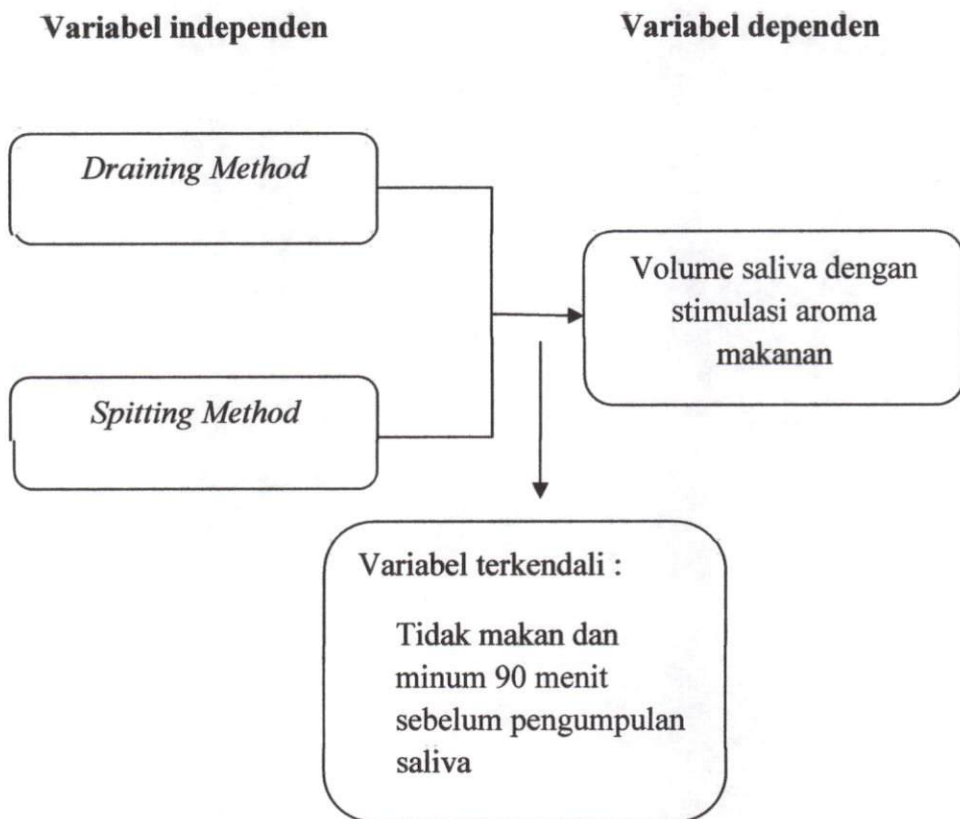 Variabel independen
Variabel dependen
Draining Method
Spitting Method
Volume saliva dengan
stimulasi aroma
makanan
Variabel terkendali :
Tidak makan dan
minum 90 menit
sebelum pengumpulan
saliva